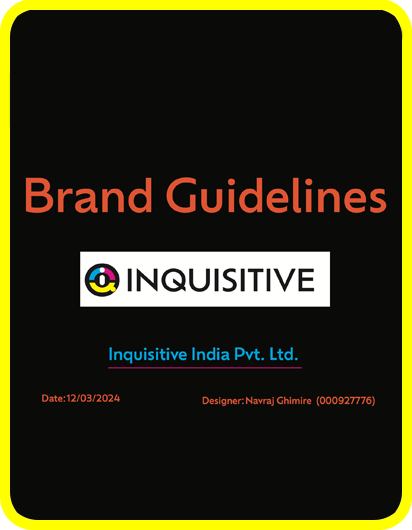 Brand Guidelines
INQUISITIVE
Inquisitive India Pvt. Ltd.
Date:12/03/2024
Designer: Navraj Ghimire (000927776)